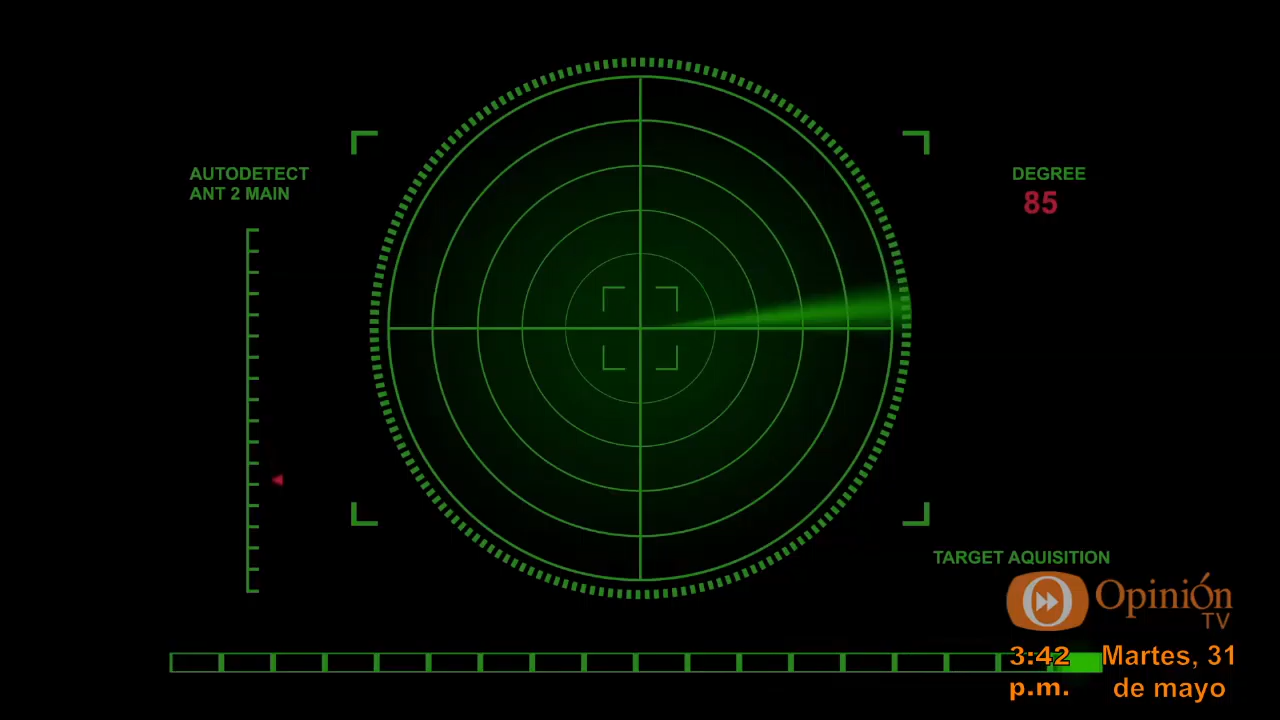 AUTODETECT
ANT 2 MAIN
DEGREE
85
TARGET AQUISITION
Opinión
TV
3:42 p.m.
Martes, 31 de mayo